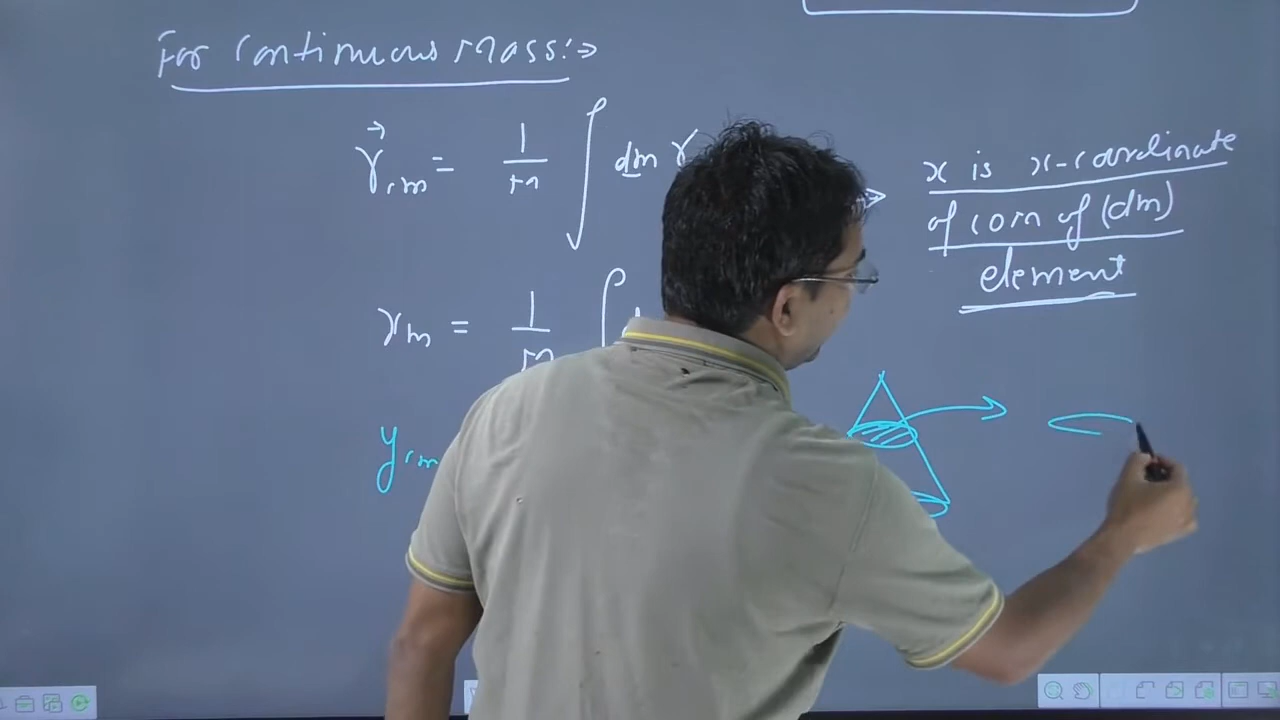 For Continuous Mass:→
r⃗cm = 1/M ∫ dm r
x is x-coordinate
of com of (dm)
element
xcm = 1/M ∫
ycm